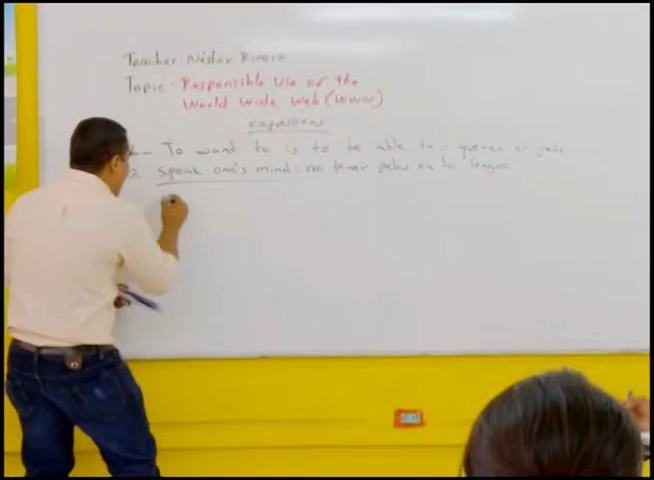 Teacher: Néstor Rivera
Topic: Responsible Use of the
World Wide Web (WWW)
expressions
To want to is to be able to: querer es poder
2 Speak one's mind: no tener pelos en la lengua